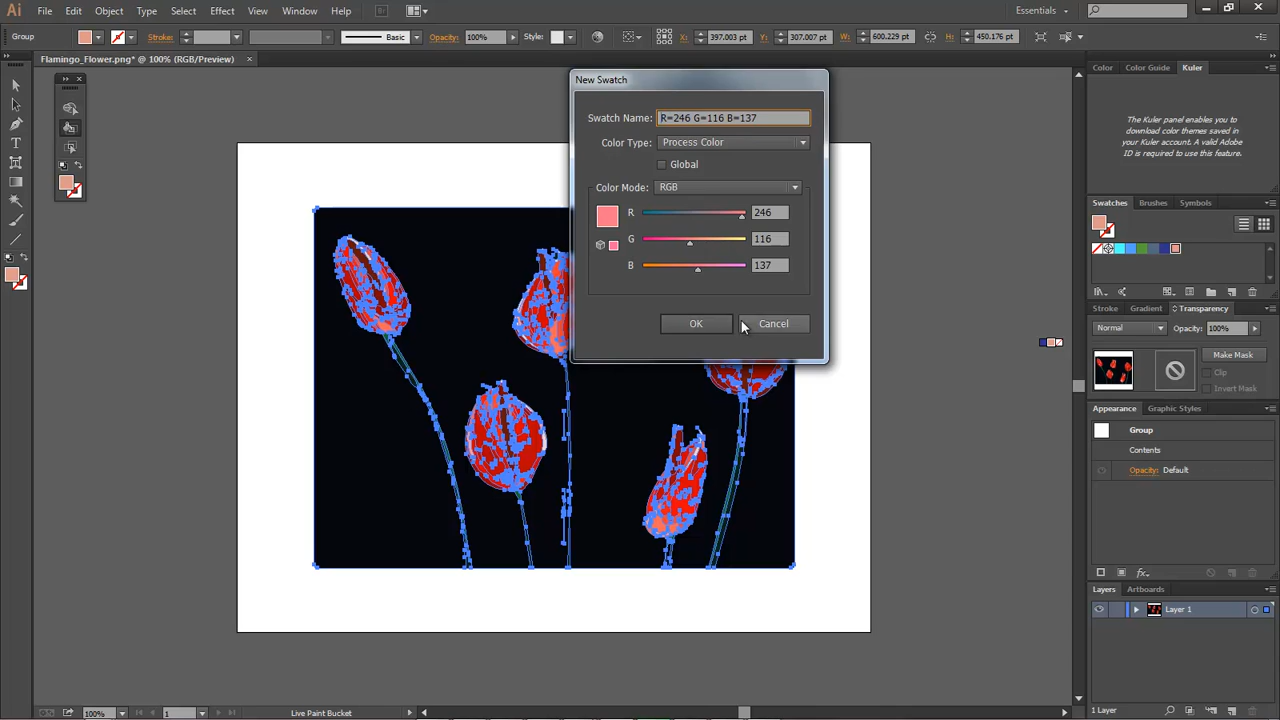 Ai File Edit Object Type Select Effect View Window Help Br Essentials
Group Stroke: Basic Opacity: 100% Style: X: 397.003 pt Y: 307.007 pt W: 600.229 pt H: 450.176 pt
Flamingo_Flower.png* @ 100% (RGB/Preview)
New Swatch
Swatch Name: R=246 G=116 B=137
Color Type: Process Color
Global
Color Mode: RGB
R 246
G 116
B 137
OK Cancel
Color Color Guide Kuler
The Kuler panel enables you to
download color themes saved in
your Kuler account. A valid Adobe
ID is required to use this feature.
Swatches Brushes Symbols
Stroke Gradient Transparency
Normal Opacity: 100%
Make Mask
Clip
Invert Mask
Appearance Graphic Styles
Group
Contents
Opacity: Default
fx
Layers Artboards
Layer 1
100% 1 Live Paint Bucket 1 Layer